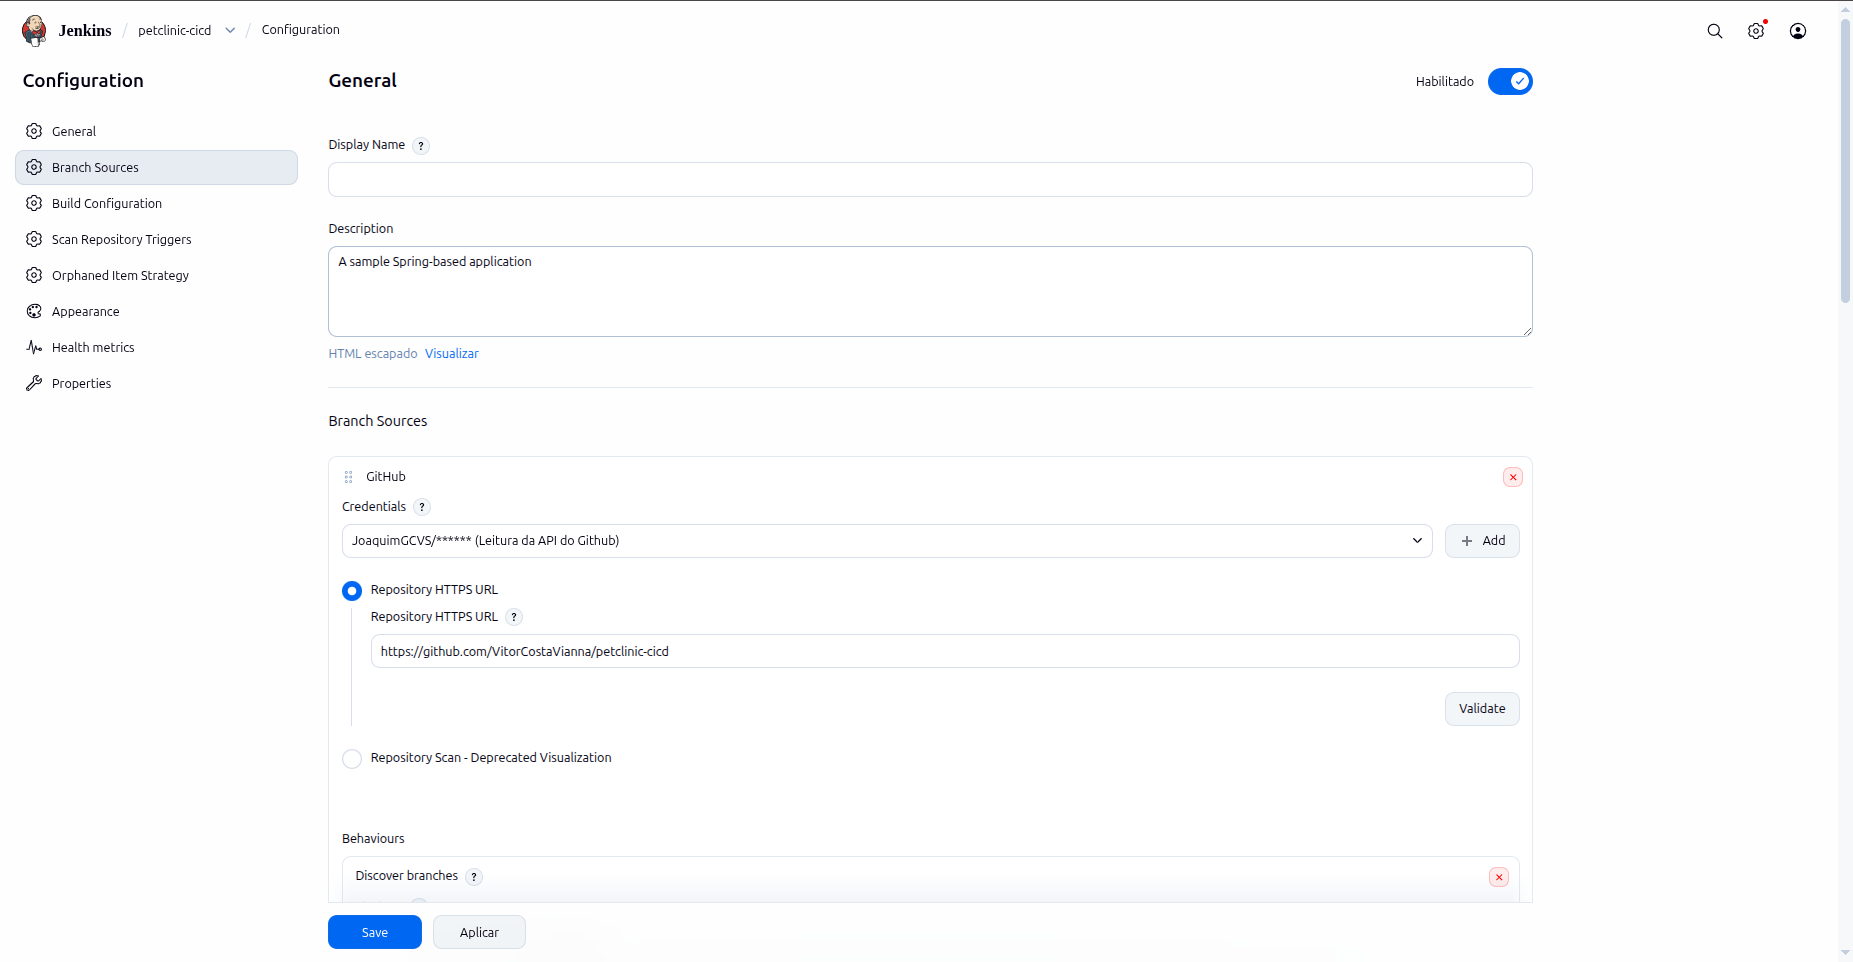 Jenkins / petclinic-cicd / Configuration
Configuration
General
Branch Sources
Build Configuration
Scan Repository Triggers
Orphaned Item Strategy
Appearance
Health metrics
Properties
General
Habilitado
Display Name ?
Description
A sample Spring-based application
HTML escapado Visualizar
Branch Sources
GitHub
Credentials ?
JoaquimGCVS/****** (Leitura da API do Github)
+ Add
Repository HTTPS URL
Repository HTTPS URL ?
https://github.com/VitorCostaVianna/petclinic-cicd
Validate
Repository Scan - Deprecated Visualization
Behaviours
Discover branches ?
Save
Aplicar